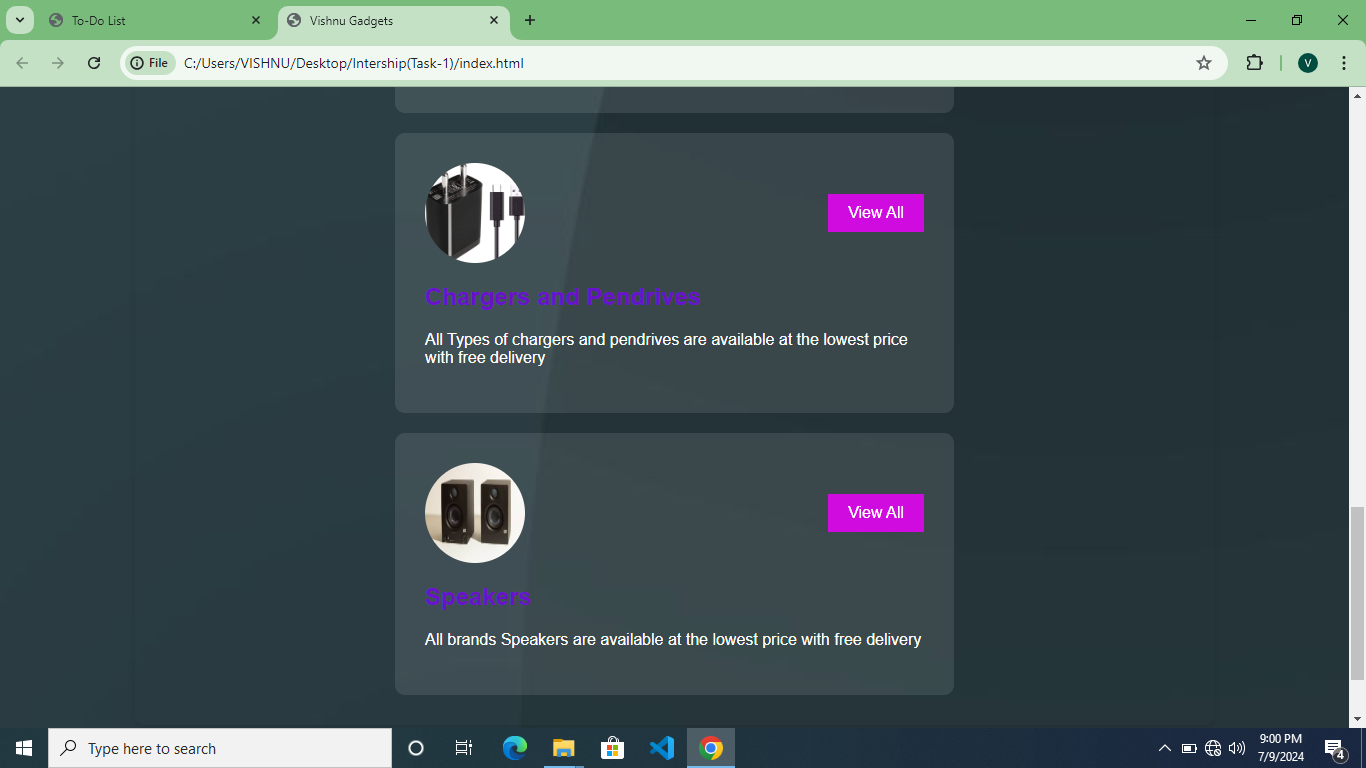 To-Do List
Vishnu Gadgets
File
C:/Users/VISHNU/Desktop/Intership(Task-1)/index.html
V
View All
Chargers and Pendrives
All Types of chargers and pendrives are available at the lowest price
with free delivery
View All
Speakers
All brands Speakers are available at the lowest price with free delivery
Type here to search
9:00 PM
7/9/2024
4